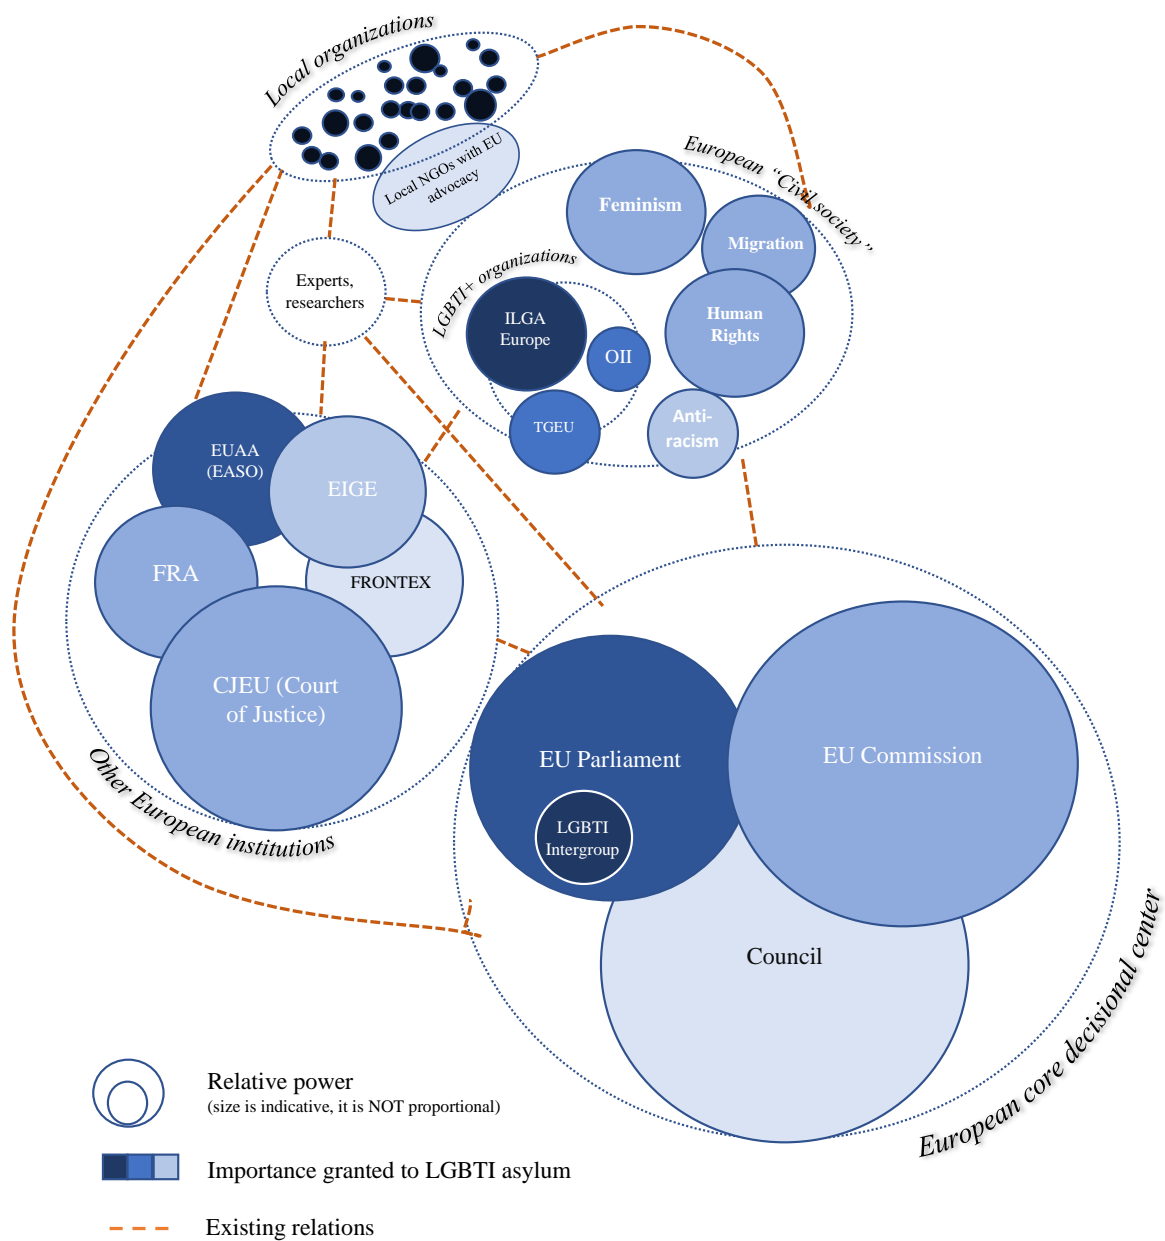 Local organizations
Local NGOs with EU
advocacy
European “Civil society”
Feminism
Migration
Human
Rights
Anti-
racism
LGBTI+ organizations
ILGA
Europe
OII
TGEU
Experts,
researchers
EUAA
(EASO)
EIGE
FRA
FRONTEX
CJEU (Court
of Justice)
Other European institutions
EU Parliament
LGBTI
Intergroup
EU Commission
Council
European core decisional center
Relative power
(size is indicative, it is NOT proportional)
Importance granted to LGBTI asylum
Existing relations